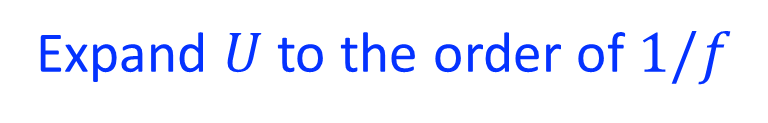 Expand U to the order of 1/f